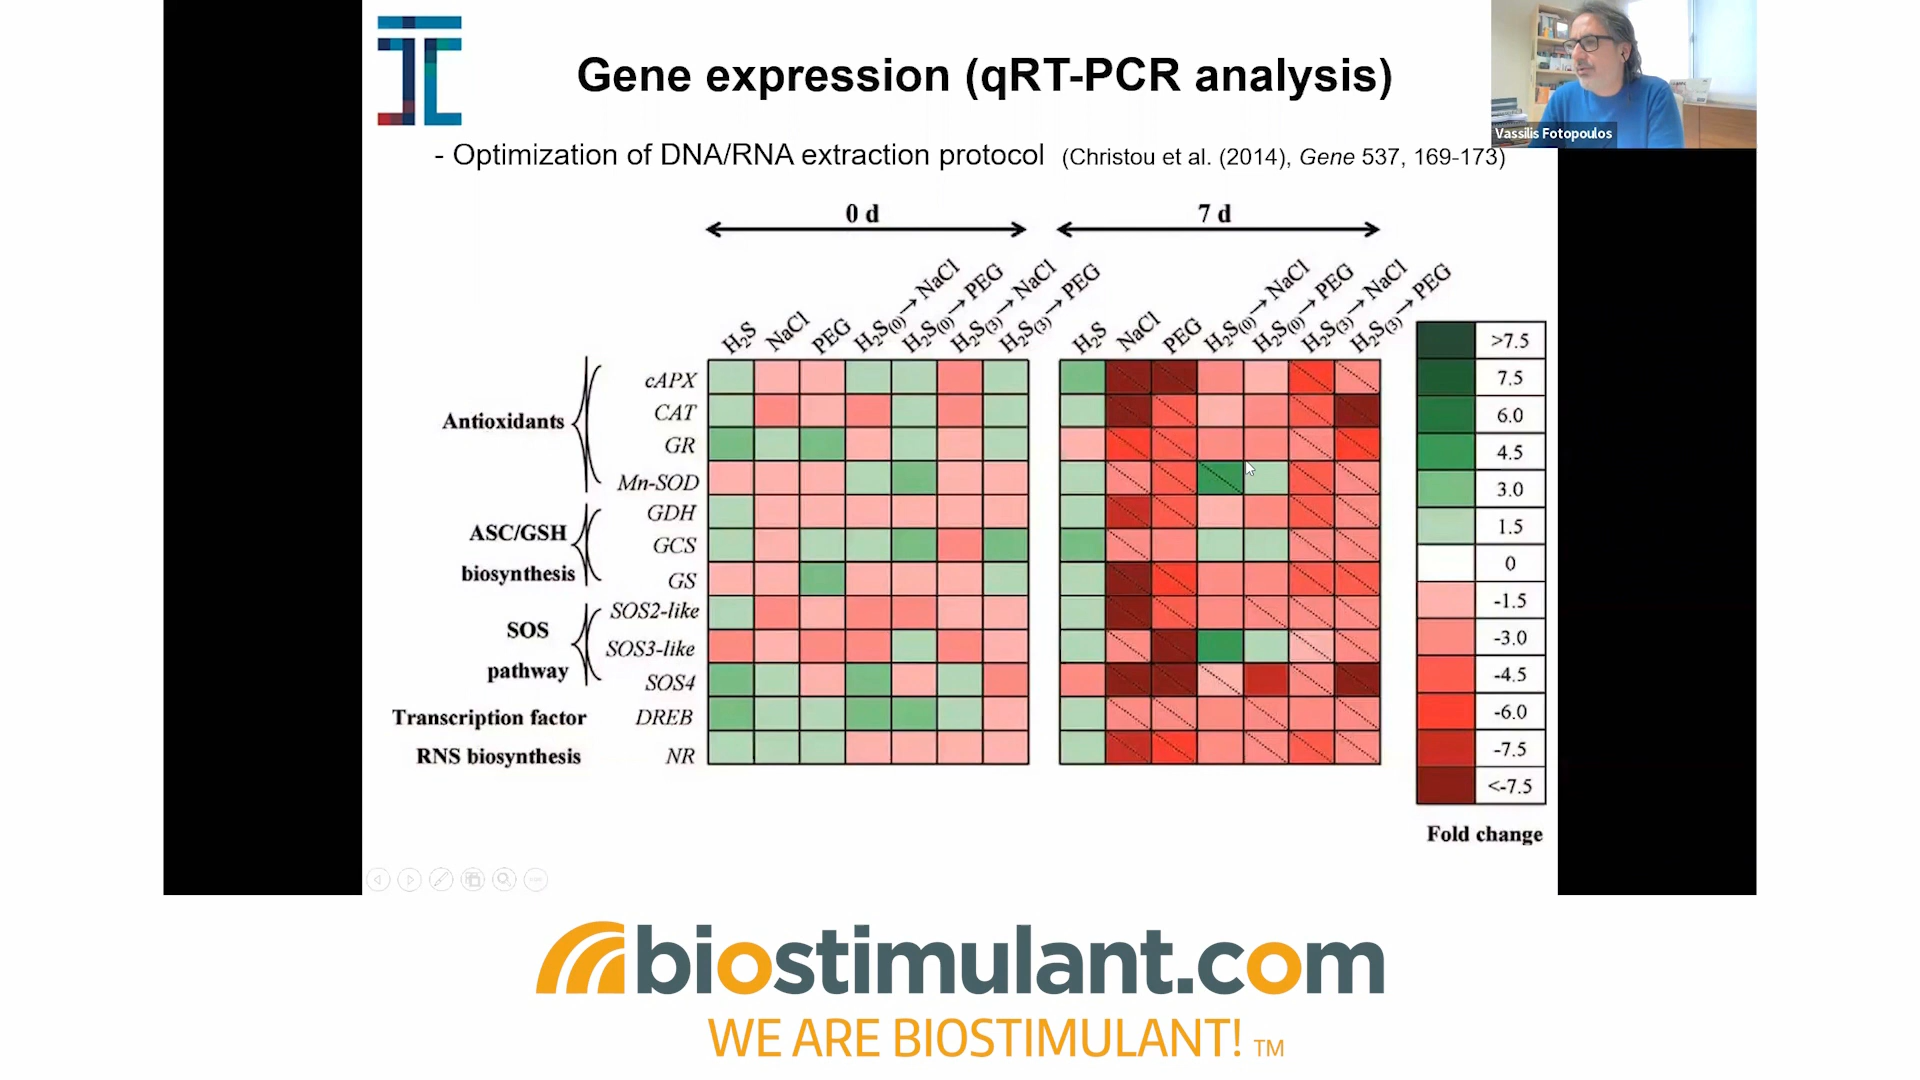 Gene expression (qRT-PCR analysis)
Vassilis Fotopoulos
- Optimization of DNA/RNA extraction protocol (Christou et al. (2014), Gene 537, 169-173)
0 d
7 d
H₂S NaCl PEG H₂S(0)→ NaCl H₂S(0)→ PEG H₂S(3)→ NaCl H₂S(3)→ PEG
H₂S NaCl PEG H₂S(0)→ NaCl H₂S(0)→ PEG H₂S(3)→ NaCl H₂S(3)→ PEG
Antioxidants
cAPX
CAT
GR
Mn-SOD
ASC/GSH
biosynthesis
GDH
GCS
GS
SOS
pathway
SOS2-like
SOS3-like
SOS4
Transcription factor DREB
RNS biosynthesis NR
>7.5
7.5
6.0
4.5
3.0
1.5
0
-1.5
-3.0
-4.5
-6.0
-7.5
<-7.5
Fold change
biostimulant.com
WE ARE BIOSTIMULANT! TM